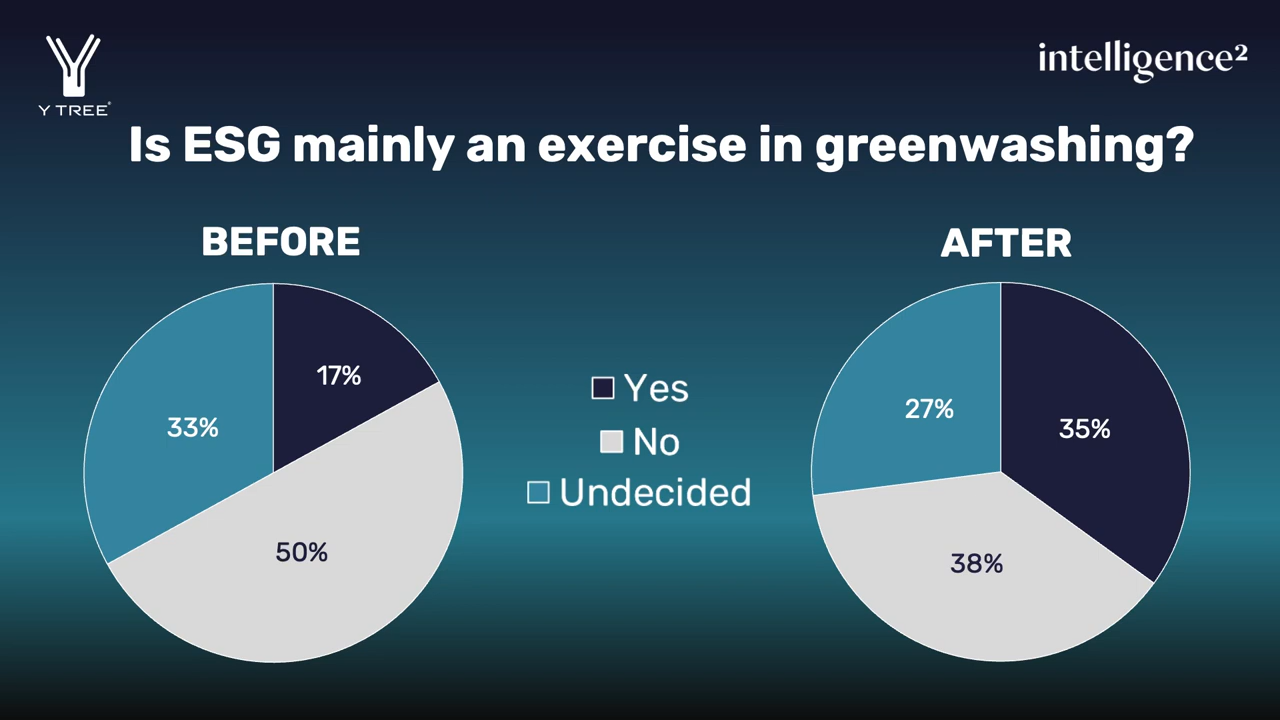 Y TREE
intelligence²
Is ESG mainly an exercise in greenwashing?
BEFORE
17%
33%
50%
Yes
No
Undecided
AFTER
27%
35%
38%